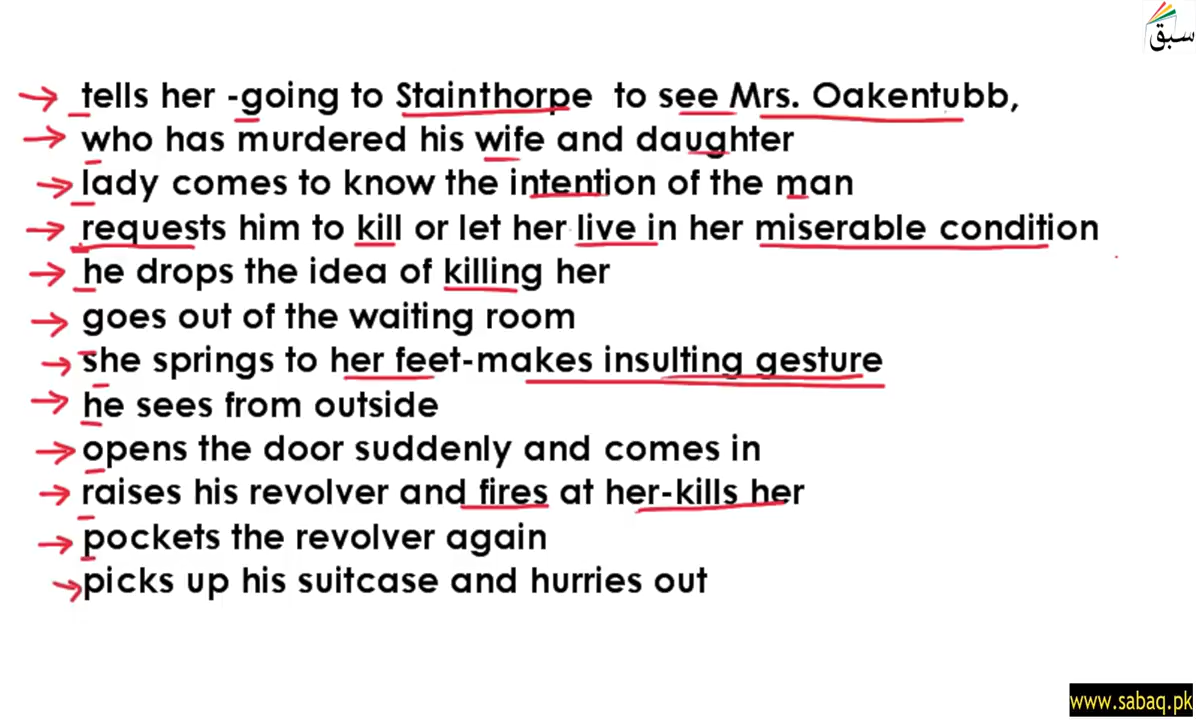 سبق
tells her -going to Stainthorpe to see Mrs. Oakentubb,
who has murdered his wife and daughter
lady comes to know the intention of the man
requests him to kill or let her live in her miserable condition
he drops the idea of killing her
goes out of the waiting room
she springs to her feet-makes insulting gesture
he sees from outside
opens the door suddenly and comes in
raises his revolver and fires at her-kills her
pockets the revolver again
picks up his suitcase and hurries out
www.sabaq.pk